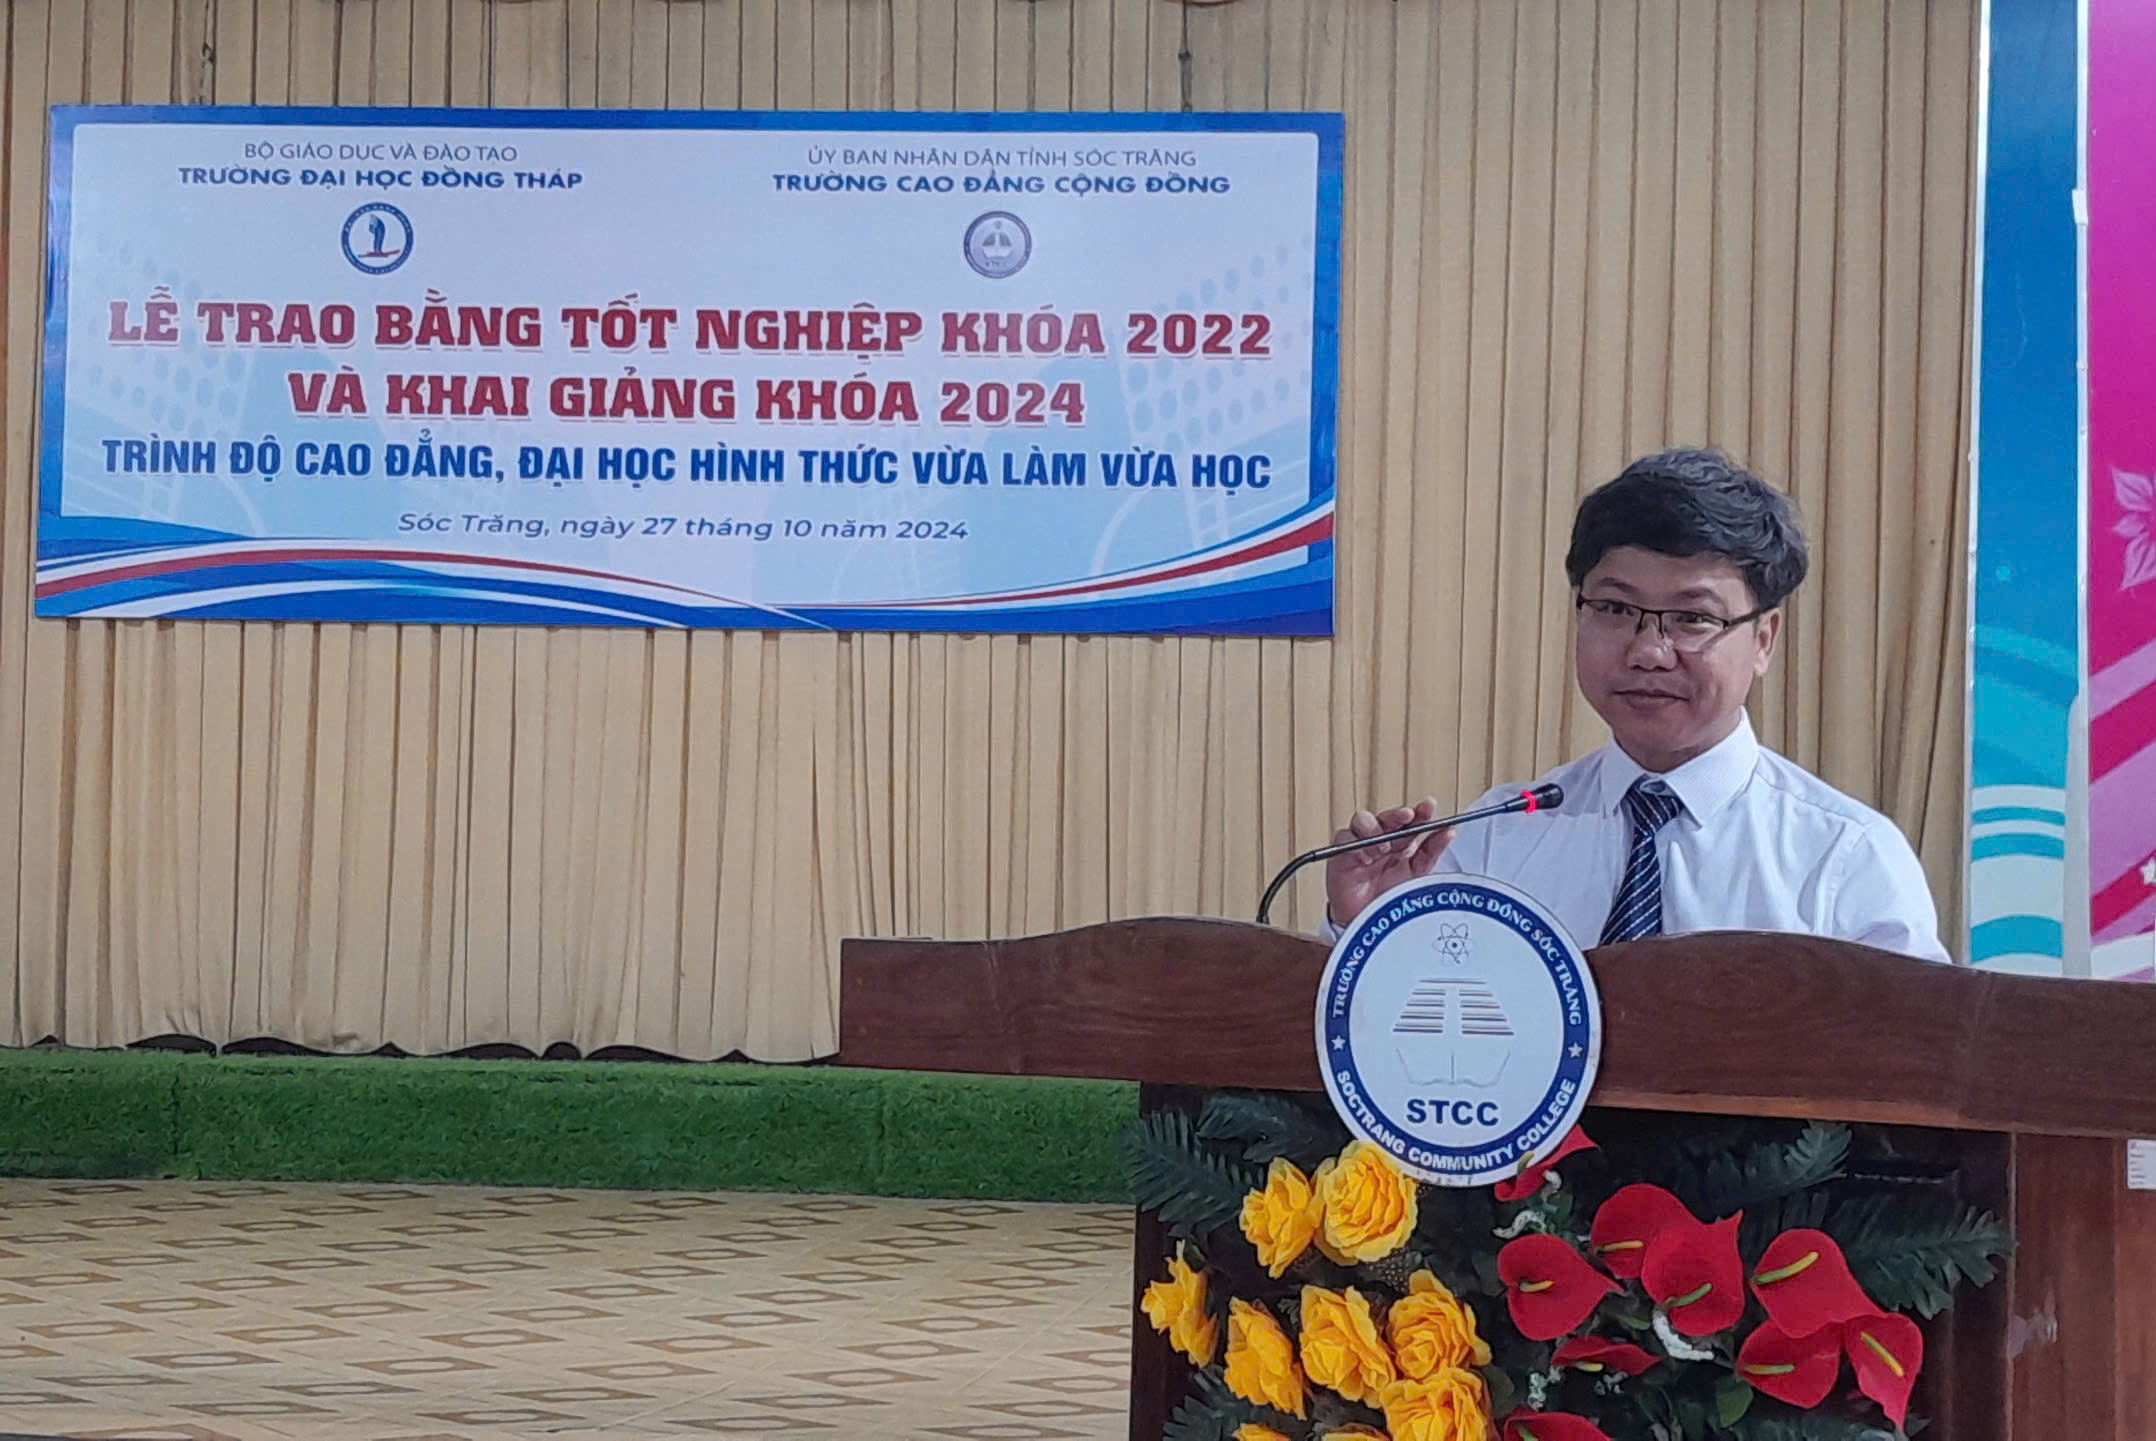 BỘ GIÁO DỤC VÀ ĐÀO TẠO
TRƯỜNG ĐẠI HỌC ĐỒNG THÁP
ỦY BAN NHÂN DÂN TỈNH SÓC TRĂNG
TRƯỜNG CAO ĐẲNG CỘNG ĐỒNG
LỄ TRAO BẰNG TỐT NGHIỆP KHÓA 2022
VÀ KHAI GIẢNG KHÓA 2024
TRÌNH ĐỘ CAO ĐẲNG, ĐẠI HỌC HÌNH THỨC VỪA LÀM VỪA HỌC
Sóc Trăng, ngày 27 tháng 10 năm 2024
TRƯỜNG CAO ĐẲNG CỘNG ĐỒNG SÓC TRĂNG
STCC
SOCTRANG COMMUNITY COLLEGE